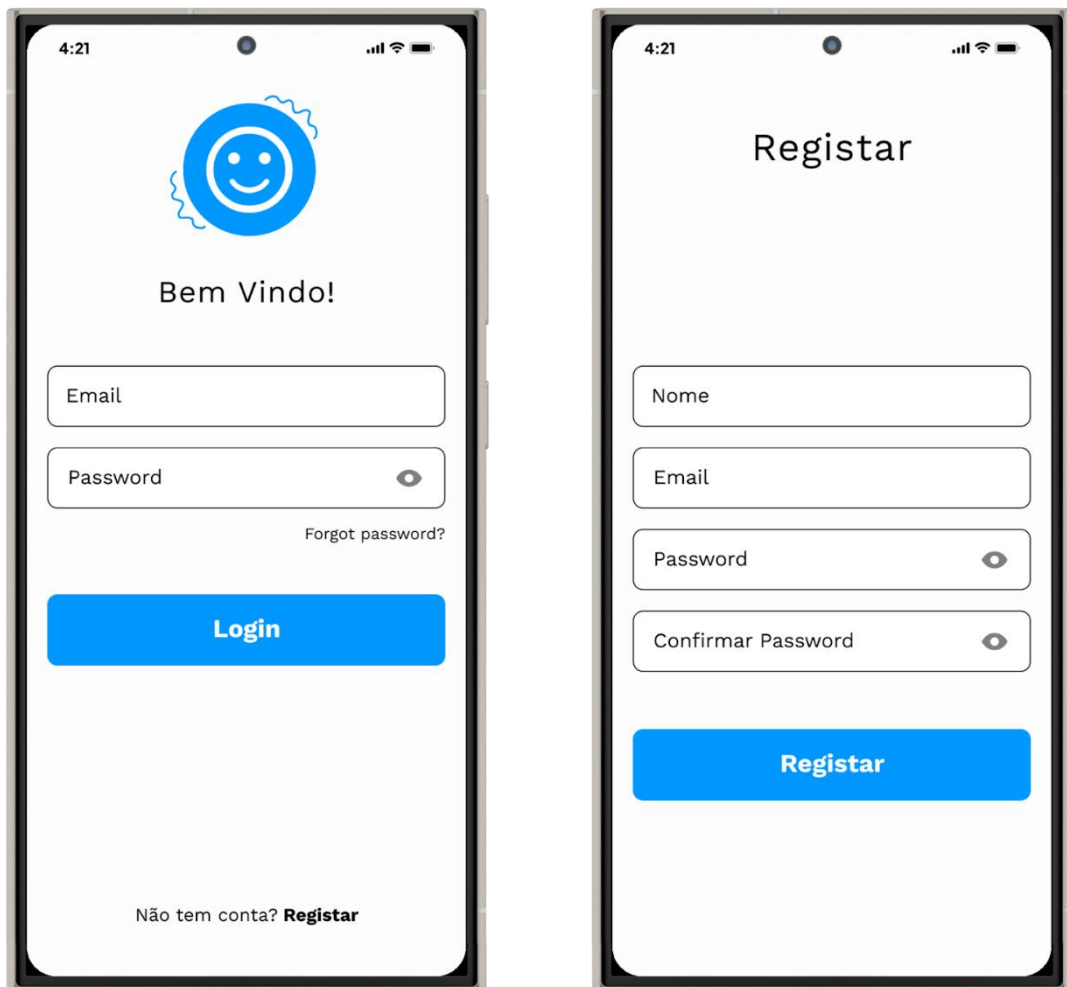 4:21
Bem Vindo!
Email
Password
Forgot password?
Login
Não tem conta? Registar
4:21
Registar
Nome
Email
Password
Confirmar Password
Registar